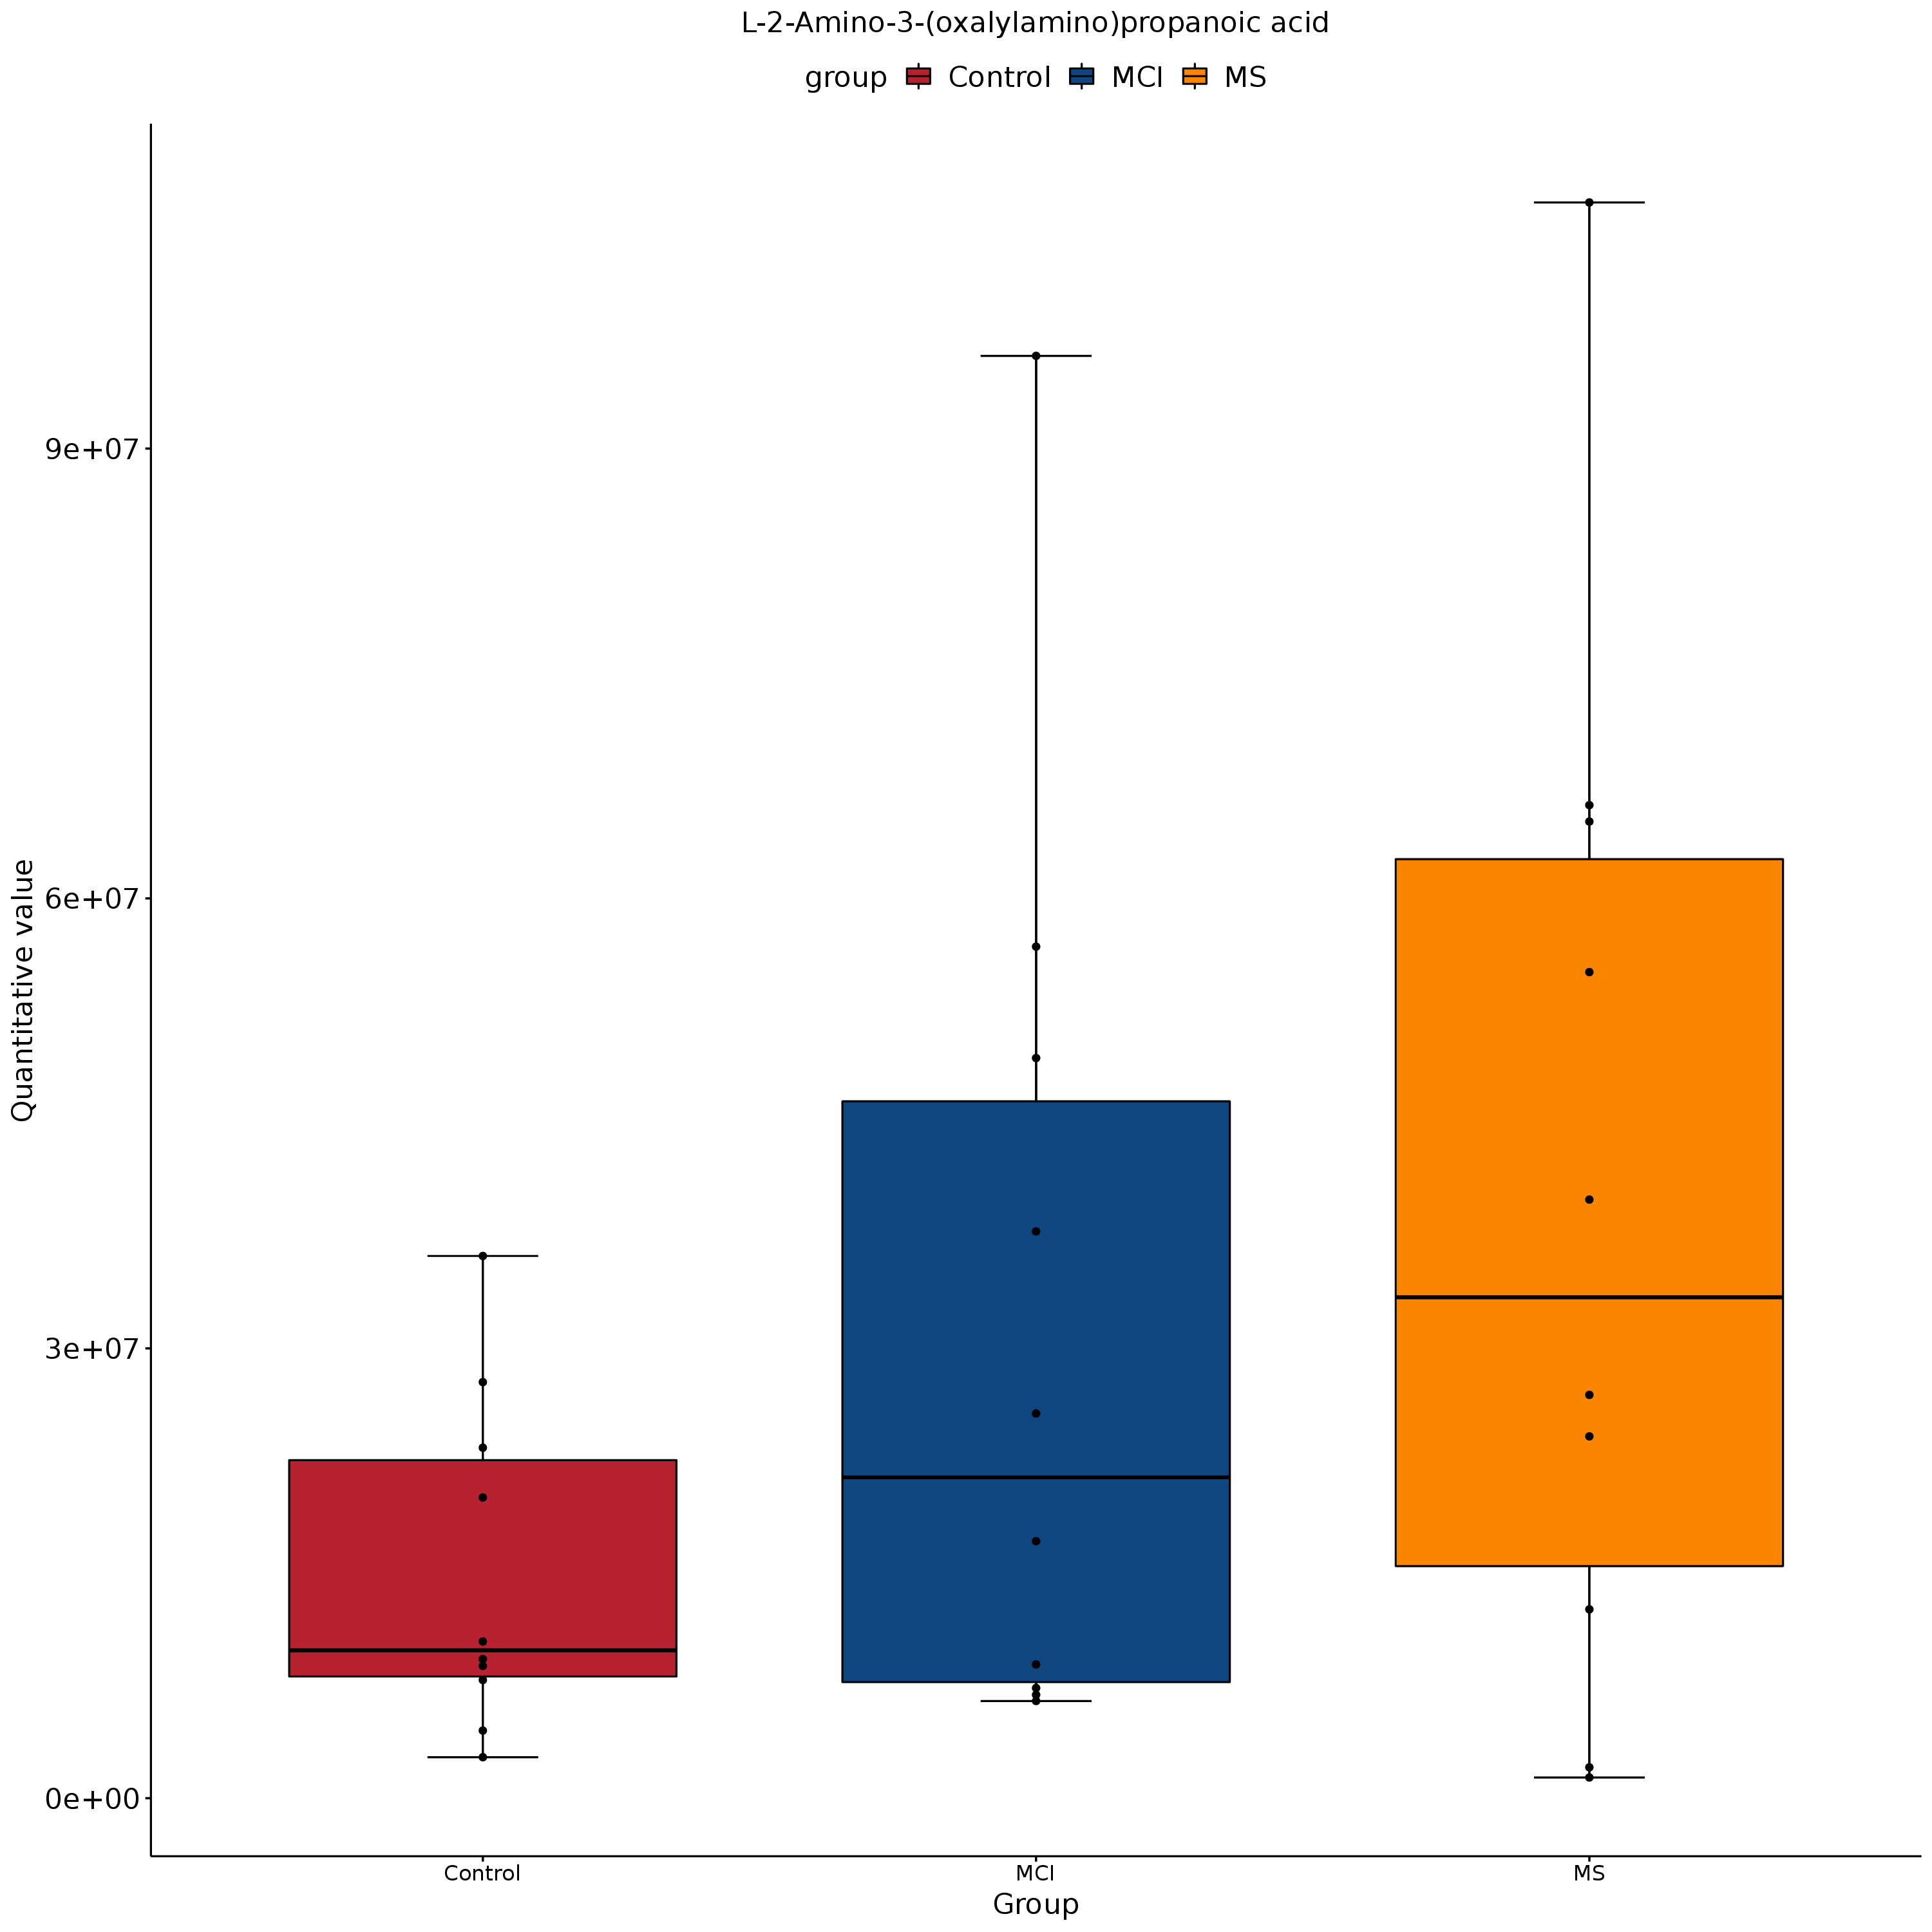 L-2-Amino-3-(oxalylamino)propanoic acid
group Control MCI MS
Quantitative value
9e+07
6e+07
3e+07
0e+00
Control MCI MS
Group